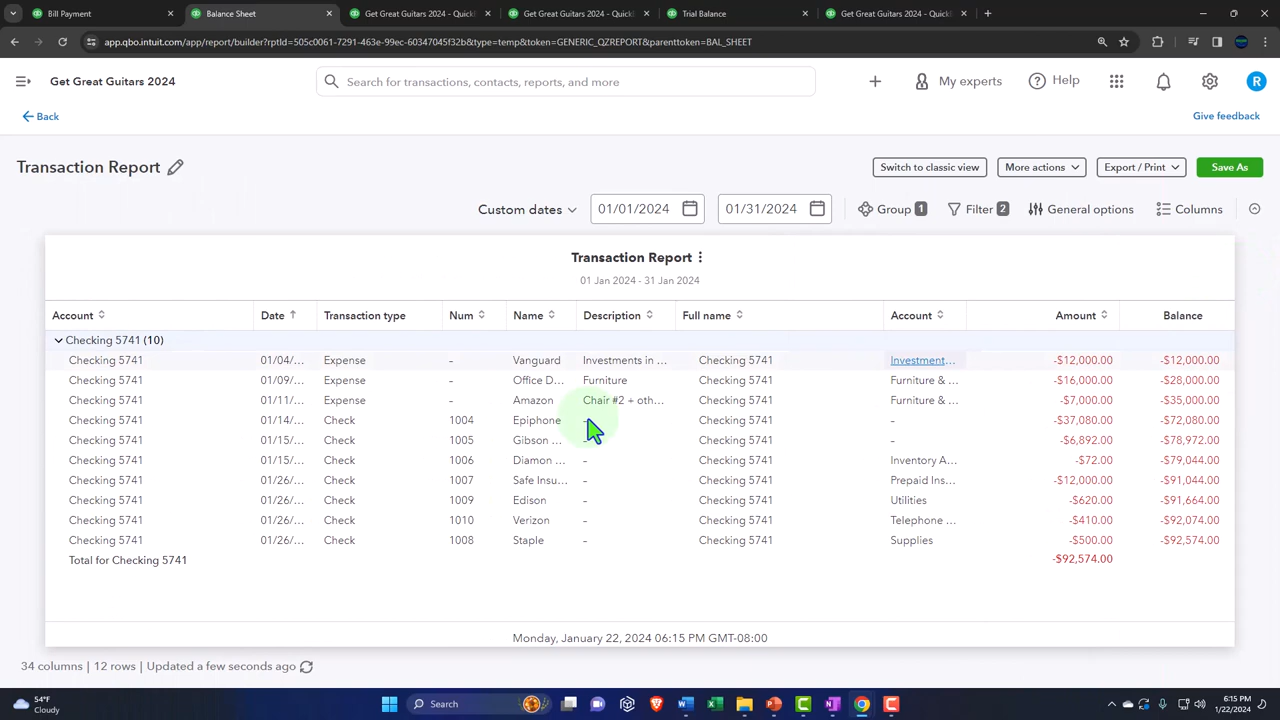 Bill Payment
Balance Sheet
Get Great Guitars 2024 - QuickB
Get Great Guitars 2024 - QuickB
Trial Balance
Get Great Guitars 2024 - QuickB
app.qbo.intuit.com/app/report/builder?rptId=505c0061-7291-463e-99ec-60347045f32b&type=temp&token=GENERIC_QZREPORT&parenttoken=BAL_SHEET
Get Great Guitars 2024
Search for transactions, contacts, reports, and more
My experts
Help
R
Back
Give feedback
Transaction Report
Switch to classic view
More actions
Export / Print
Save As
Custom dates
01/01/2024
01/31/2024
Group 1
Filter 2
General options
Columns
Transaction Report
01 Jan 2024 - 31 Jan 2024
Account Date Transaction type Num Name Description Full name Account Amount Balance
Checking 5741 (10)
Checking 5741 01/04/... Expense - Vanguard Investments in ... Checking 5741 Investment... -$12,000.00 -$12,000.00
Checking 5741 01/09/... Expense - Office D... Furniture Checking 5741 Furniture & ... -$16,000.00 -$28,000.00
Checking 5741 01/11/... Expense - Amazon Chair #2 + oth... Checking 5741 Furniture & ... -$7,000.00 -$35,000.00
Checking 5741 01/14/... Check 1004 Epiphone - Checking 5741 - -$37,080.00 -$72,080.00
Checking 5741 01/15/... Check 1005 Gibson ... - Checking 5741 - -$6,892.00 -$78,972.00
Checking 5741 01/15/... Check 1006 Diamon ... - Checking 5741 Inventory A... -$72.00 -$79,044.00
Checking 5741 01/26/... Check 1007 Safe Insu... - Checking 5741 Prepaid Ins... -$12,000.00 -$91,044.00
Checking 5741 01/26/... Check 1009 Edison - Checking 5741 Utilities -$620.00 -$91,664.00
Checking 5741 01/26/... Check 1010 Verizon - Checking 5741 Telephone ... -$410.00 -$92,074.00
Checking 5741 01/26/... Check 1008 Staple - Checking 5741 Supplies -$500.00 -$92,574.00
Total for Checking 5741 -$92,574.00
Monday, January 22, 2024 06:15 PM GMT-08:00
34 columns | 12 rows | Updated a few seconds ago
54°F
Cloudy
Search
6:15 PM
1/22/2024